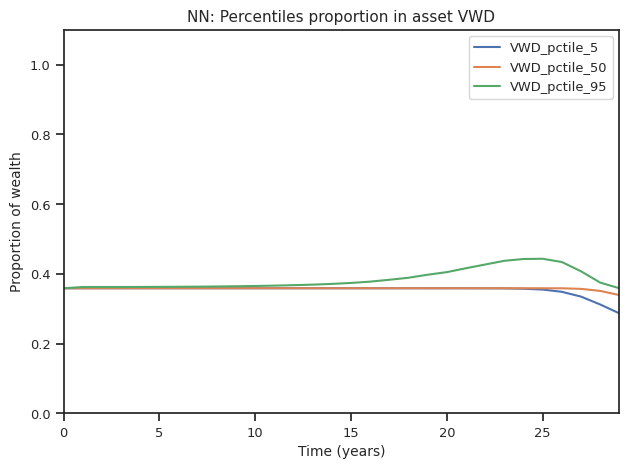 NN: Percentiles proportion in asset VWD
VWD_pctile_5
VWD_pctile_50
VWD_pctile_95
Proportion of wealth
1.0
0.8
0.6
0.4
0.2
0.0
0 5 10 15 20 25
Time (years)